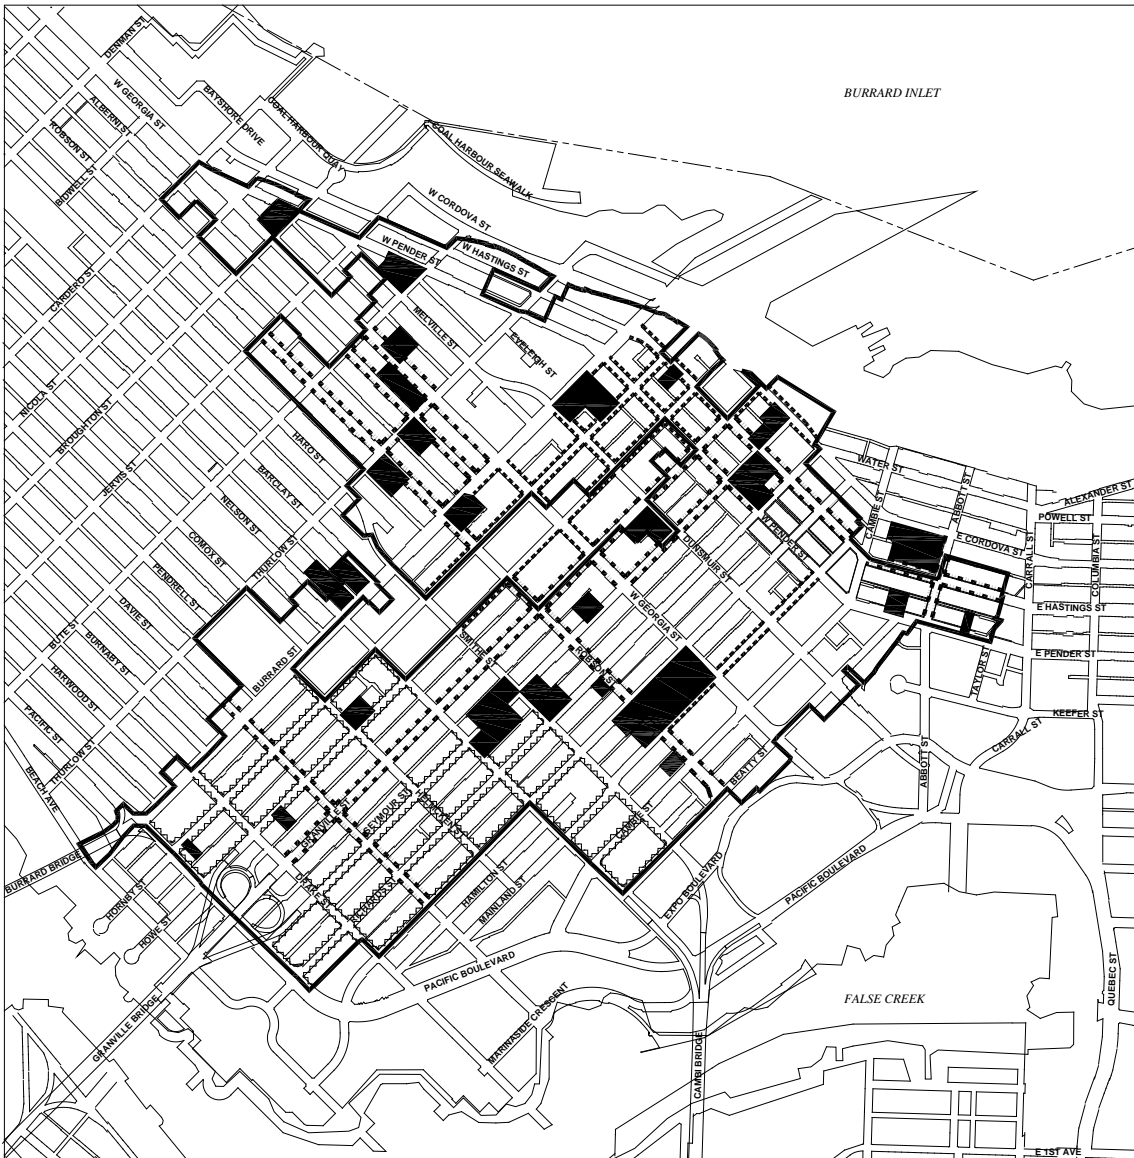 DENMAN ST
BURRARD INLET
W GEORGIA ST
BAYSHORE DRIVE
ALBERNI ST
COAL HARBOUR QUAY
ROBSON ST
COAL HARBOUR SEAWALK
BIDWELL ST
W CORDOVA ST
W PENDER ST
W HASTINGS ST
CARDERO ST
MELVILLE ST
EVELEIGH ST
NICOLA ST
BROUGHTON ST
HARO ST
JERVIS ST
BARCLAY ST
WATER ST
ALEXANDER ST
NELSON ST
CAMBIE ST
ABBOTT ST
POWELL ST
W PENDER ST
COMOX ST
THURLOW ST
DUNSMUIR ST
E CORDOVA ST
CARRALL ST
COLUMBIA ST
PENDRELL ST
W GEORGIA ST
E HASTINGS ST
DAVIE ST
BUTE ST
BURNABY ST
SMITHE ST
ROBSON ST
E PENDER ST
BURRARD ST
TAYLOR ST
HARWOOD ST
KEEFER ST
PACIFIC ST
CARRALL ST
THURLOW ST
BEATTY ST
ABBOTT ST
BEACH AVE
GRANVILLE ST
SEYMOUR ST
BURRARD BRIDGE
PACIFIC BOULEVARD
HORNBY ST
DRAKE ST
RICHARDS ST
HAMILTON ST
MAINLAND ST
EXPO BOULEVARD
HOWE ST
PACIFIC BOULEVARD
QUEBEC ST
FALSE CREEK
GRANVILLE BRIDGE
MARINASIDE CRESCENT
CAMBI BRIDGE
E 1ST AVE